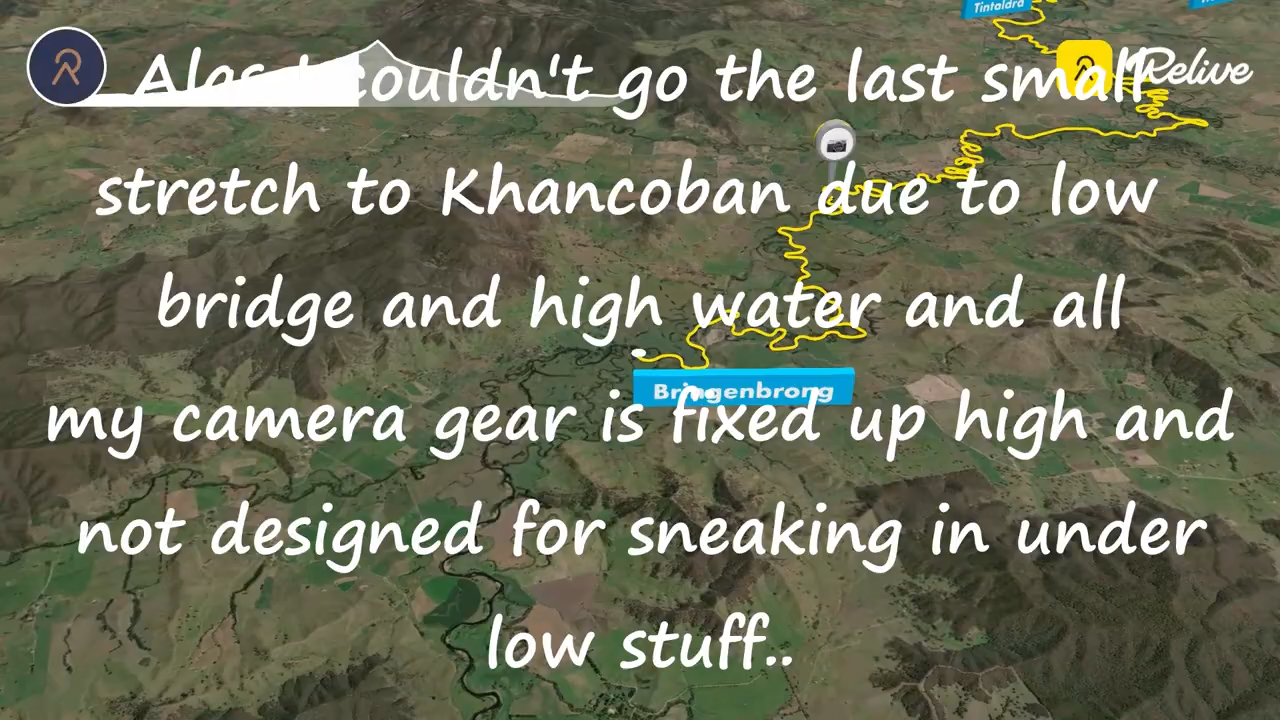 Tintaldra
Relive
Alas I couldn't go the last small
stretch to Khancoban due to low
bridge and high water and all
Bringenbrong
my camera gear is fixed up high and
not designed for sneaking in under
low stuff..